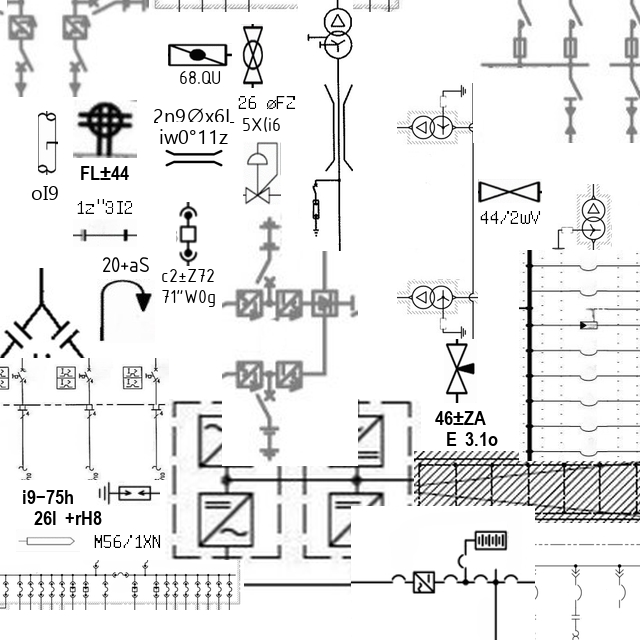 68.QU
26 øFZ
5X(i6
2n9Øx6L
iw0°11z
FL±44
oI9
1z"3I2
44/'2wV
20+aS
c2±Z72
71"W0g
46±ZA
E 3.1o
i9-75h
26I +rH8
M56/'1XN